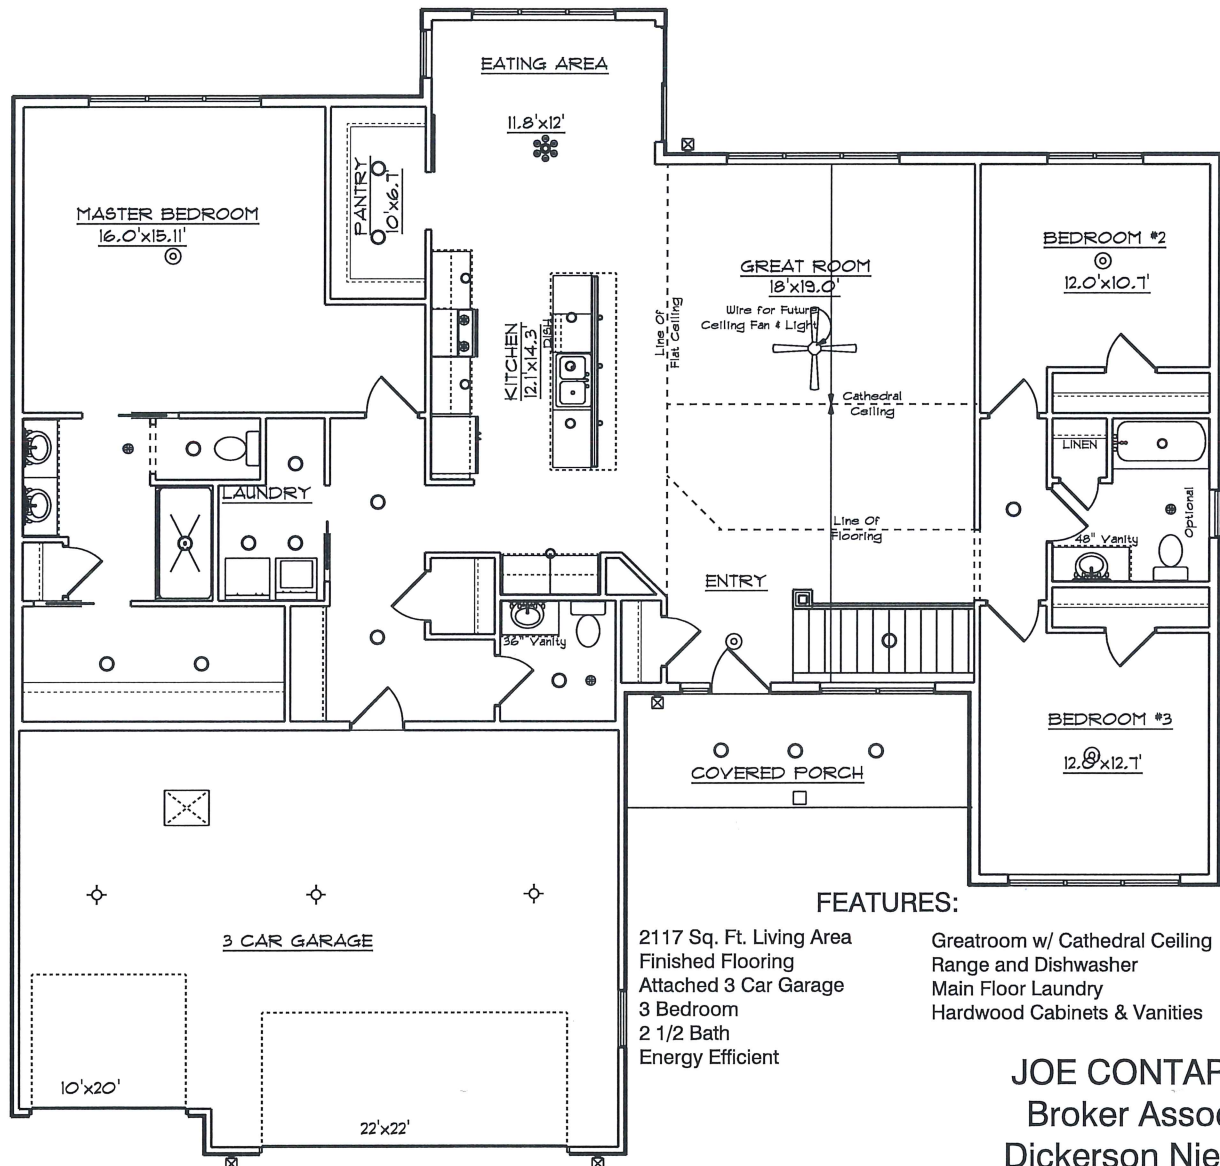 EATING AREA
11.8'x12'
PANTRY
10'x6.7'
MASTER BEDROOM
16.0'x15.11'
GREAT ROOM
18'x19.0'
Wire for Future
Ceiling Fan & Light
BEDROOM #2
12.0'x10.7'
Line Of
Flat Ceiling
KITCHEN
12.1'x14.3'
DISH
Cathedral
Ceiling
LINEN
LAUNDRY
Line Of
Flooring
48" Vanity
Optional
ENTRY
36" Vanity
BEDROOM #3
COVERED PORCH
3 CAR GARAGE
10'x20'
22'x22'
FEATURES:
2117 Sq. Ft. Living Area
Finished Flooring
Attached 3 Car Garage
3 Bedroom
2 1/2 Bath
Energy Efficient
Greatroom w/ Cathedral Ceiling
Range and Dishwasher
Main Floor Laundry
Hardwood Cabinets & Vanities
JOE
Broker
Dickerson